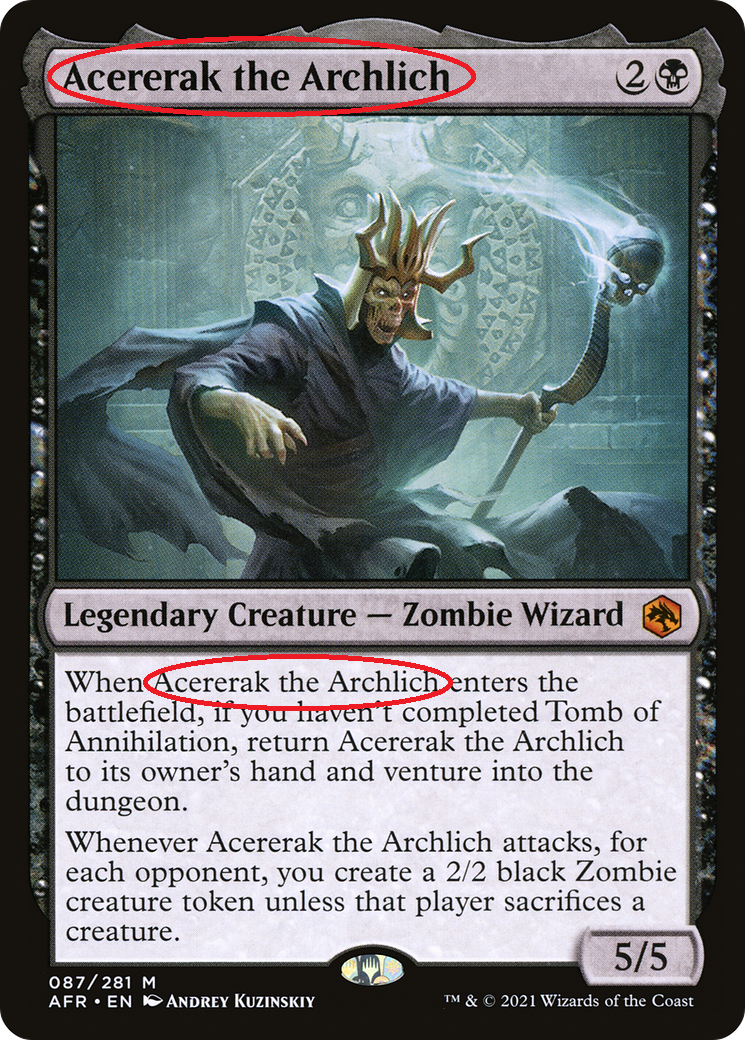 Acererak the Archlich 2
Legendary Creature — Zombie Wizard
When Acererak the Archlich enters the
battlefield, if you haven't completed Tomb of
Annihilation, return Acererak the Archlich
to its owner's hand and venture into the
dungeon.
Whenever Acererak the Archlich attacks, for
each opponent, you create a 2/2 black Zombie
creature token unless that player sacrifices a
creature.
5/5
087/281 M
AFR • EN Andrey Kuzinskiy
™ & © 2021 Wizards of the Coast